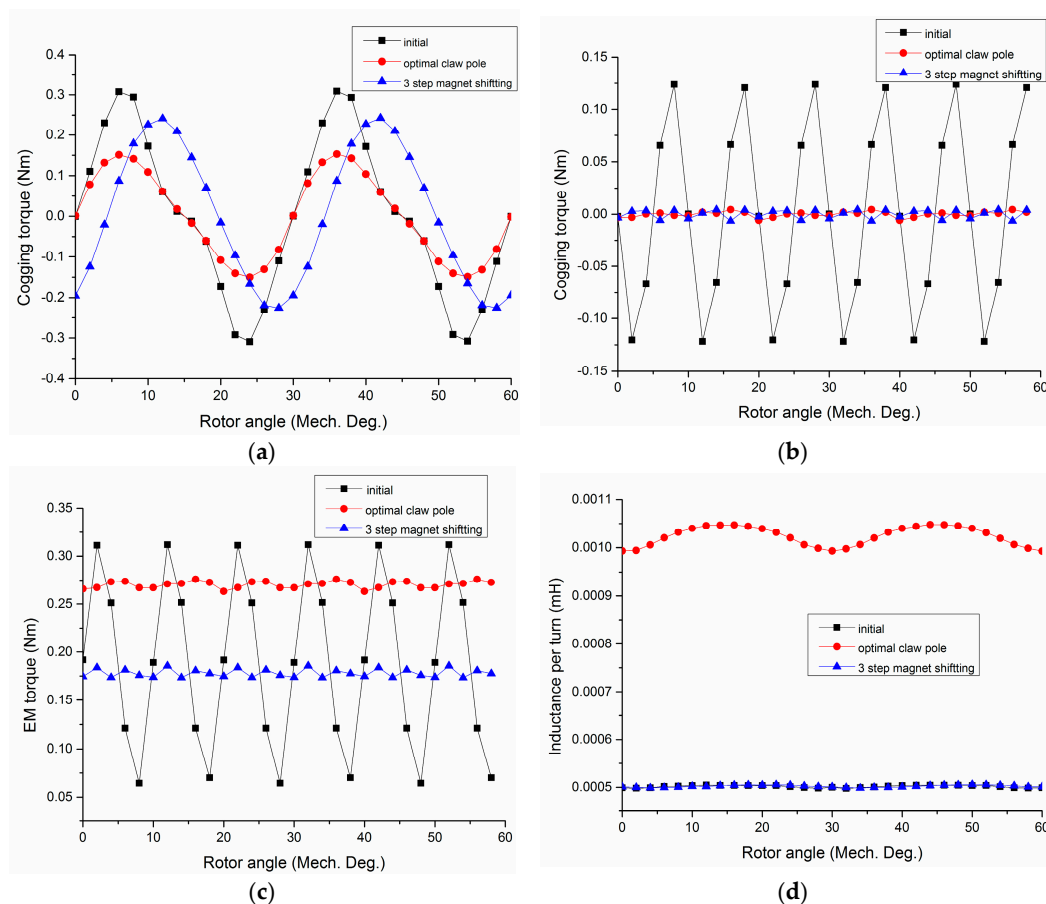 initial
optimal claw pole
3 step magnet shiftting
0.4
0.3
0.2
0.1
0.0
-0.1
-0.2
-0.3
-0.4
Cogging torque (Nm)
0 10 20 30 40 50 60
Rotor angle (Mech. Deg.)
(a)
initial
optimal claw pole
3 step magnet shiftting
0.15
0.10
0.05
0.00
-0.05
-0.10
-0.15
Cogging torque (Nm)
0 10 20 30 40 50 60
Rotor angle (Mech. Deg.)
(b)
initial
optimal claw pole
3 step magnet shiftting
0.35
0.30
0.25
0.20
0.15
0.10
0.05
EM torque (Nm)
0 10 20 30 40 50 60
Rotor angle (Mech. Deg.)
(c)
0.0011
0.0010
0.0009
0.0008
0.0007
0.0006
0.0005
Inductance per turn (mH)
initial
optimal claw pole
3 step magnet shiftting
0 10 20 30 40 50 60
Rotor angle (Mech. Deg.)
(d)